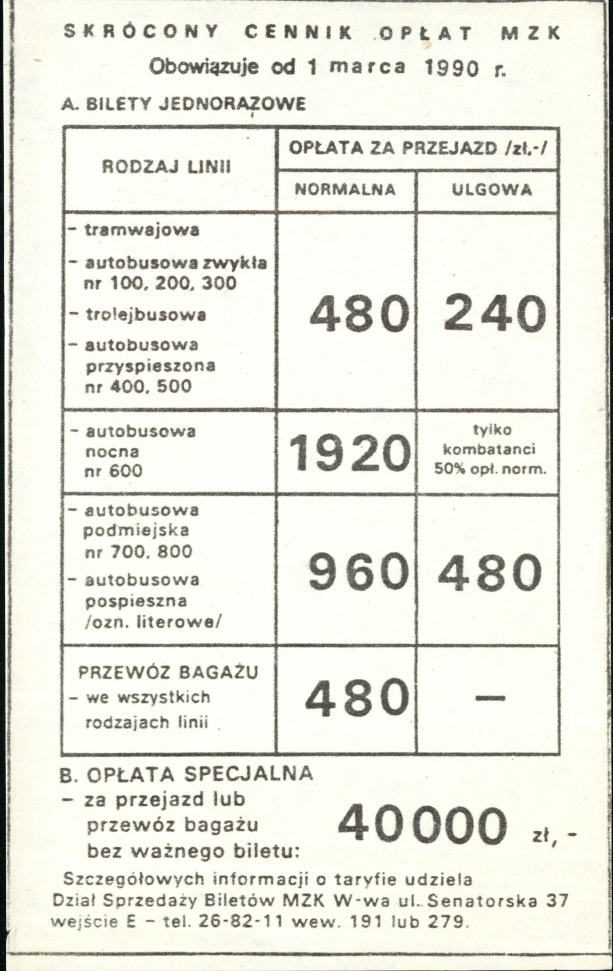 SKRÓCONY CENNIK OPŁAT MZK
Obowiązuje od 1 marca 1990 r.
A. BILETY JEDNORAZOWE
RODZAJ LINII
OPŁATA ZA PRZEJAZD /zł,-/
NORMALNA
ULGOWA
- tramwajowa
- autobusowa zwykła
nr 100, 200, 300
- trolejbusowa
- autobusowa
przyspieszona
nr 400, 500
480
240
- autobusowa
nocna
nr 600
1920
tylko
kombatanci
50% opł. norm.
- autobusowa
podmiejska
nr 700, 800
- autobusowa
pospieszna
/ozn. literowe/
960
480
PRZEWÓZ BAGAŻU
- we wszystkich
rodzajach linii
480
—
B. OPŁATA SPECJALNA
- za przejazd lub
przewóz bagażu
bez ważnego biletu:
40000 zł, -
Szczegółowych informacji o taryfie udziela
Dział Sprzedaży Biletów MZK W-wa ul. Senatorska 37
wejście E - tel. 26-82-11 wew. 191 lub 279.